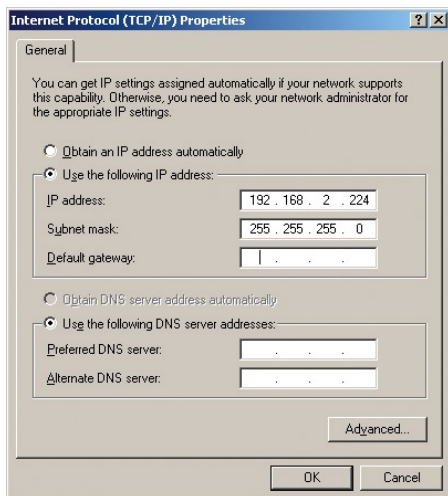 Internet Protocol (TCP/IP) Properties
General
You can get IP settings assigned automatically if your network supports
this capability. Otherwise, you need to ask your network administrator for
the appropriate IP settings.
Obtain an IP address automatically
Use the following IP address:
IP address: 192 . 168 . 2 . 224
Subnet mask: 255 . 255 . 255 . 0
Default gateway: . . .
Obtain DNS server address automatically
Use the following DNS server addresses:
Preferred DNS server: . . .
Alternate DNS server: . . .
Advanced...
OK Cancel